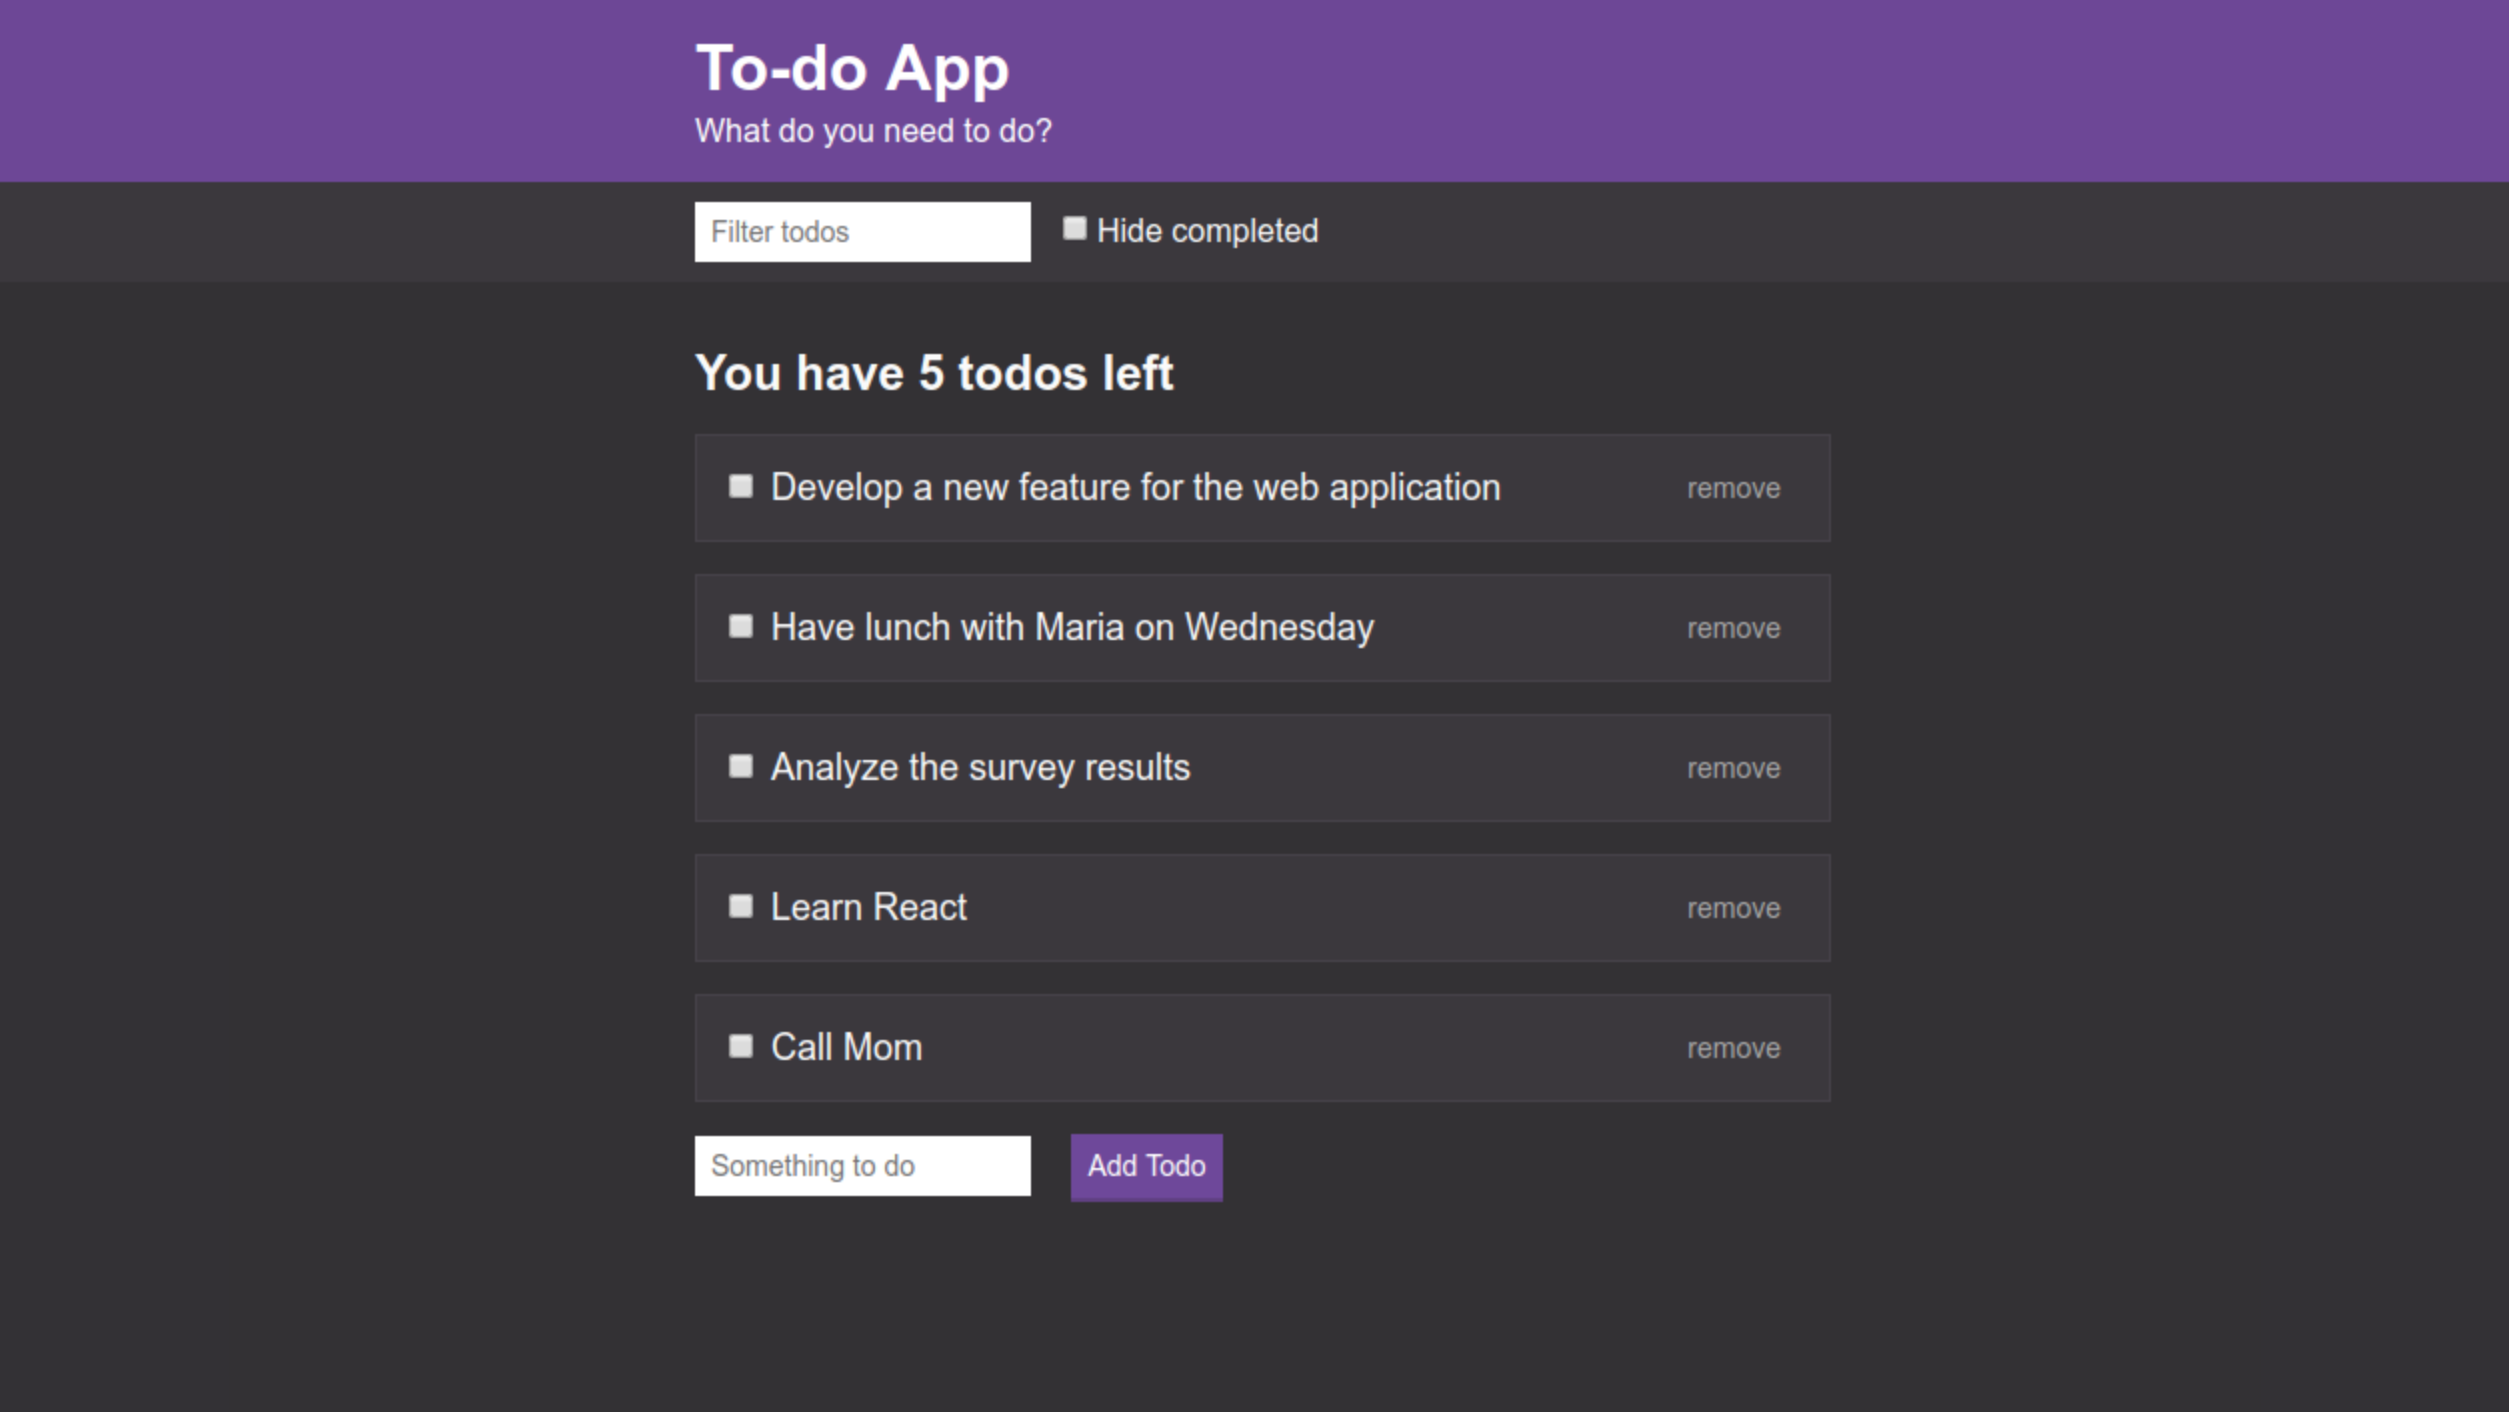 To-do App
What do you need to do?
Filter todos
Hide completed
You have 5 todos left
Develop a new feature for the web application
remove
Have lunch with Maria on Wednesday
remove
Analyze the survey results
remove
Learn React
remove
Call Mom
remove
Something to do
Add Todo